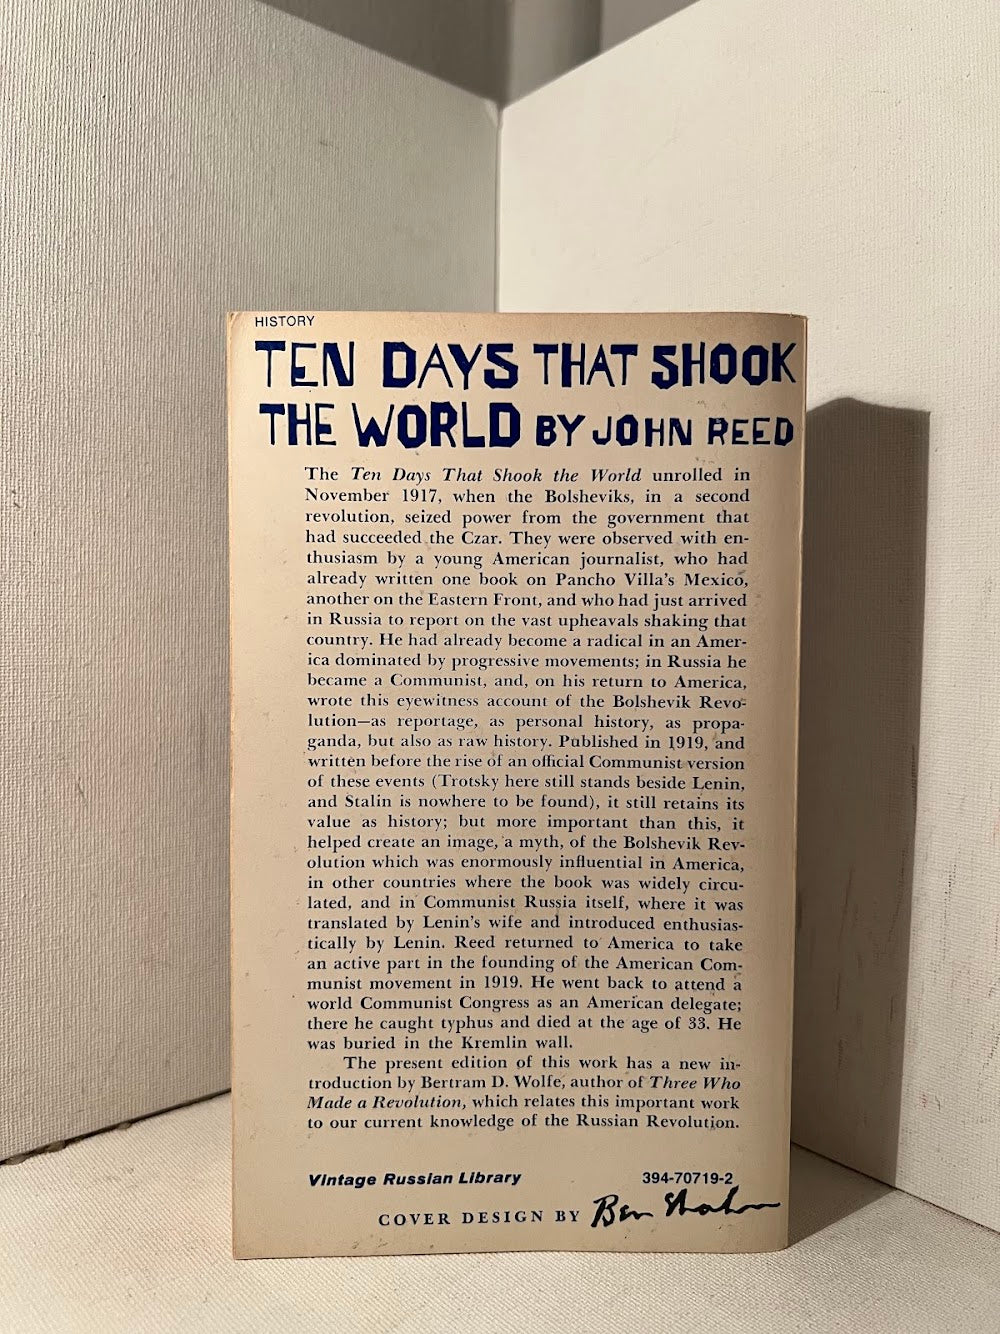 HISTORY
TEN DAYS THAT SHOOK
THE WORLD BY JOHN REED
The Ten Days That Shook the World unrolled in
November 1917, when the Bolsheviks, in a second
revolution, seized power from the government that
had succeeded the Czar. They were observed with en-
thusiasm by a young American journalist, who had
already written one book on Pancho Villa's Mexico,
another on the Eastern Front, and who had just arrived
in Russia to report on the vast upheavals shaking that
country. He had already become a radical in an Amer-
ica dominated by progressive movements; in Russia he
became a Communist, and, on his return to America,
wrote this eyewitness account of the Bolshevik Revo-
lution—as reportage, as personal history, as propa-
ganda, but also as raw history. Published in 1919, and
written before the rise of an official Communist version
of these events (Trotsky here still stands beside Lenin,
and Stalin is nowhere to be found), it still retains its
value as history; but more important than this, it
helped create an image, a myth, of the Bolshevik Rev-
olution which was enormously influential in America,
in other countries where the book was widely circu-
lated, and in Communist Russia itself, where it was
translated by Lenin's wife and introduced enthusias-
tically by Lenin. Reed returned to America to take
an active part in the founding of the American Com-
munist movement in 1919. He went back to attend a
world Communist Congress as an American delegate;
there he caught typhus and died at the age of 33. He
was buried in the Kremlin wall.
The present edition of this work has a new in-
troduction by Bertram D. Wolfe, author of Three Who
Made a Revolution, which relates this important work
to our current knowledge of the Russian Revolution.
Vintage Russian Library 394-70719-2
COVER DESIGN BY Ben Shahn